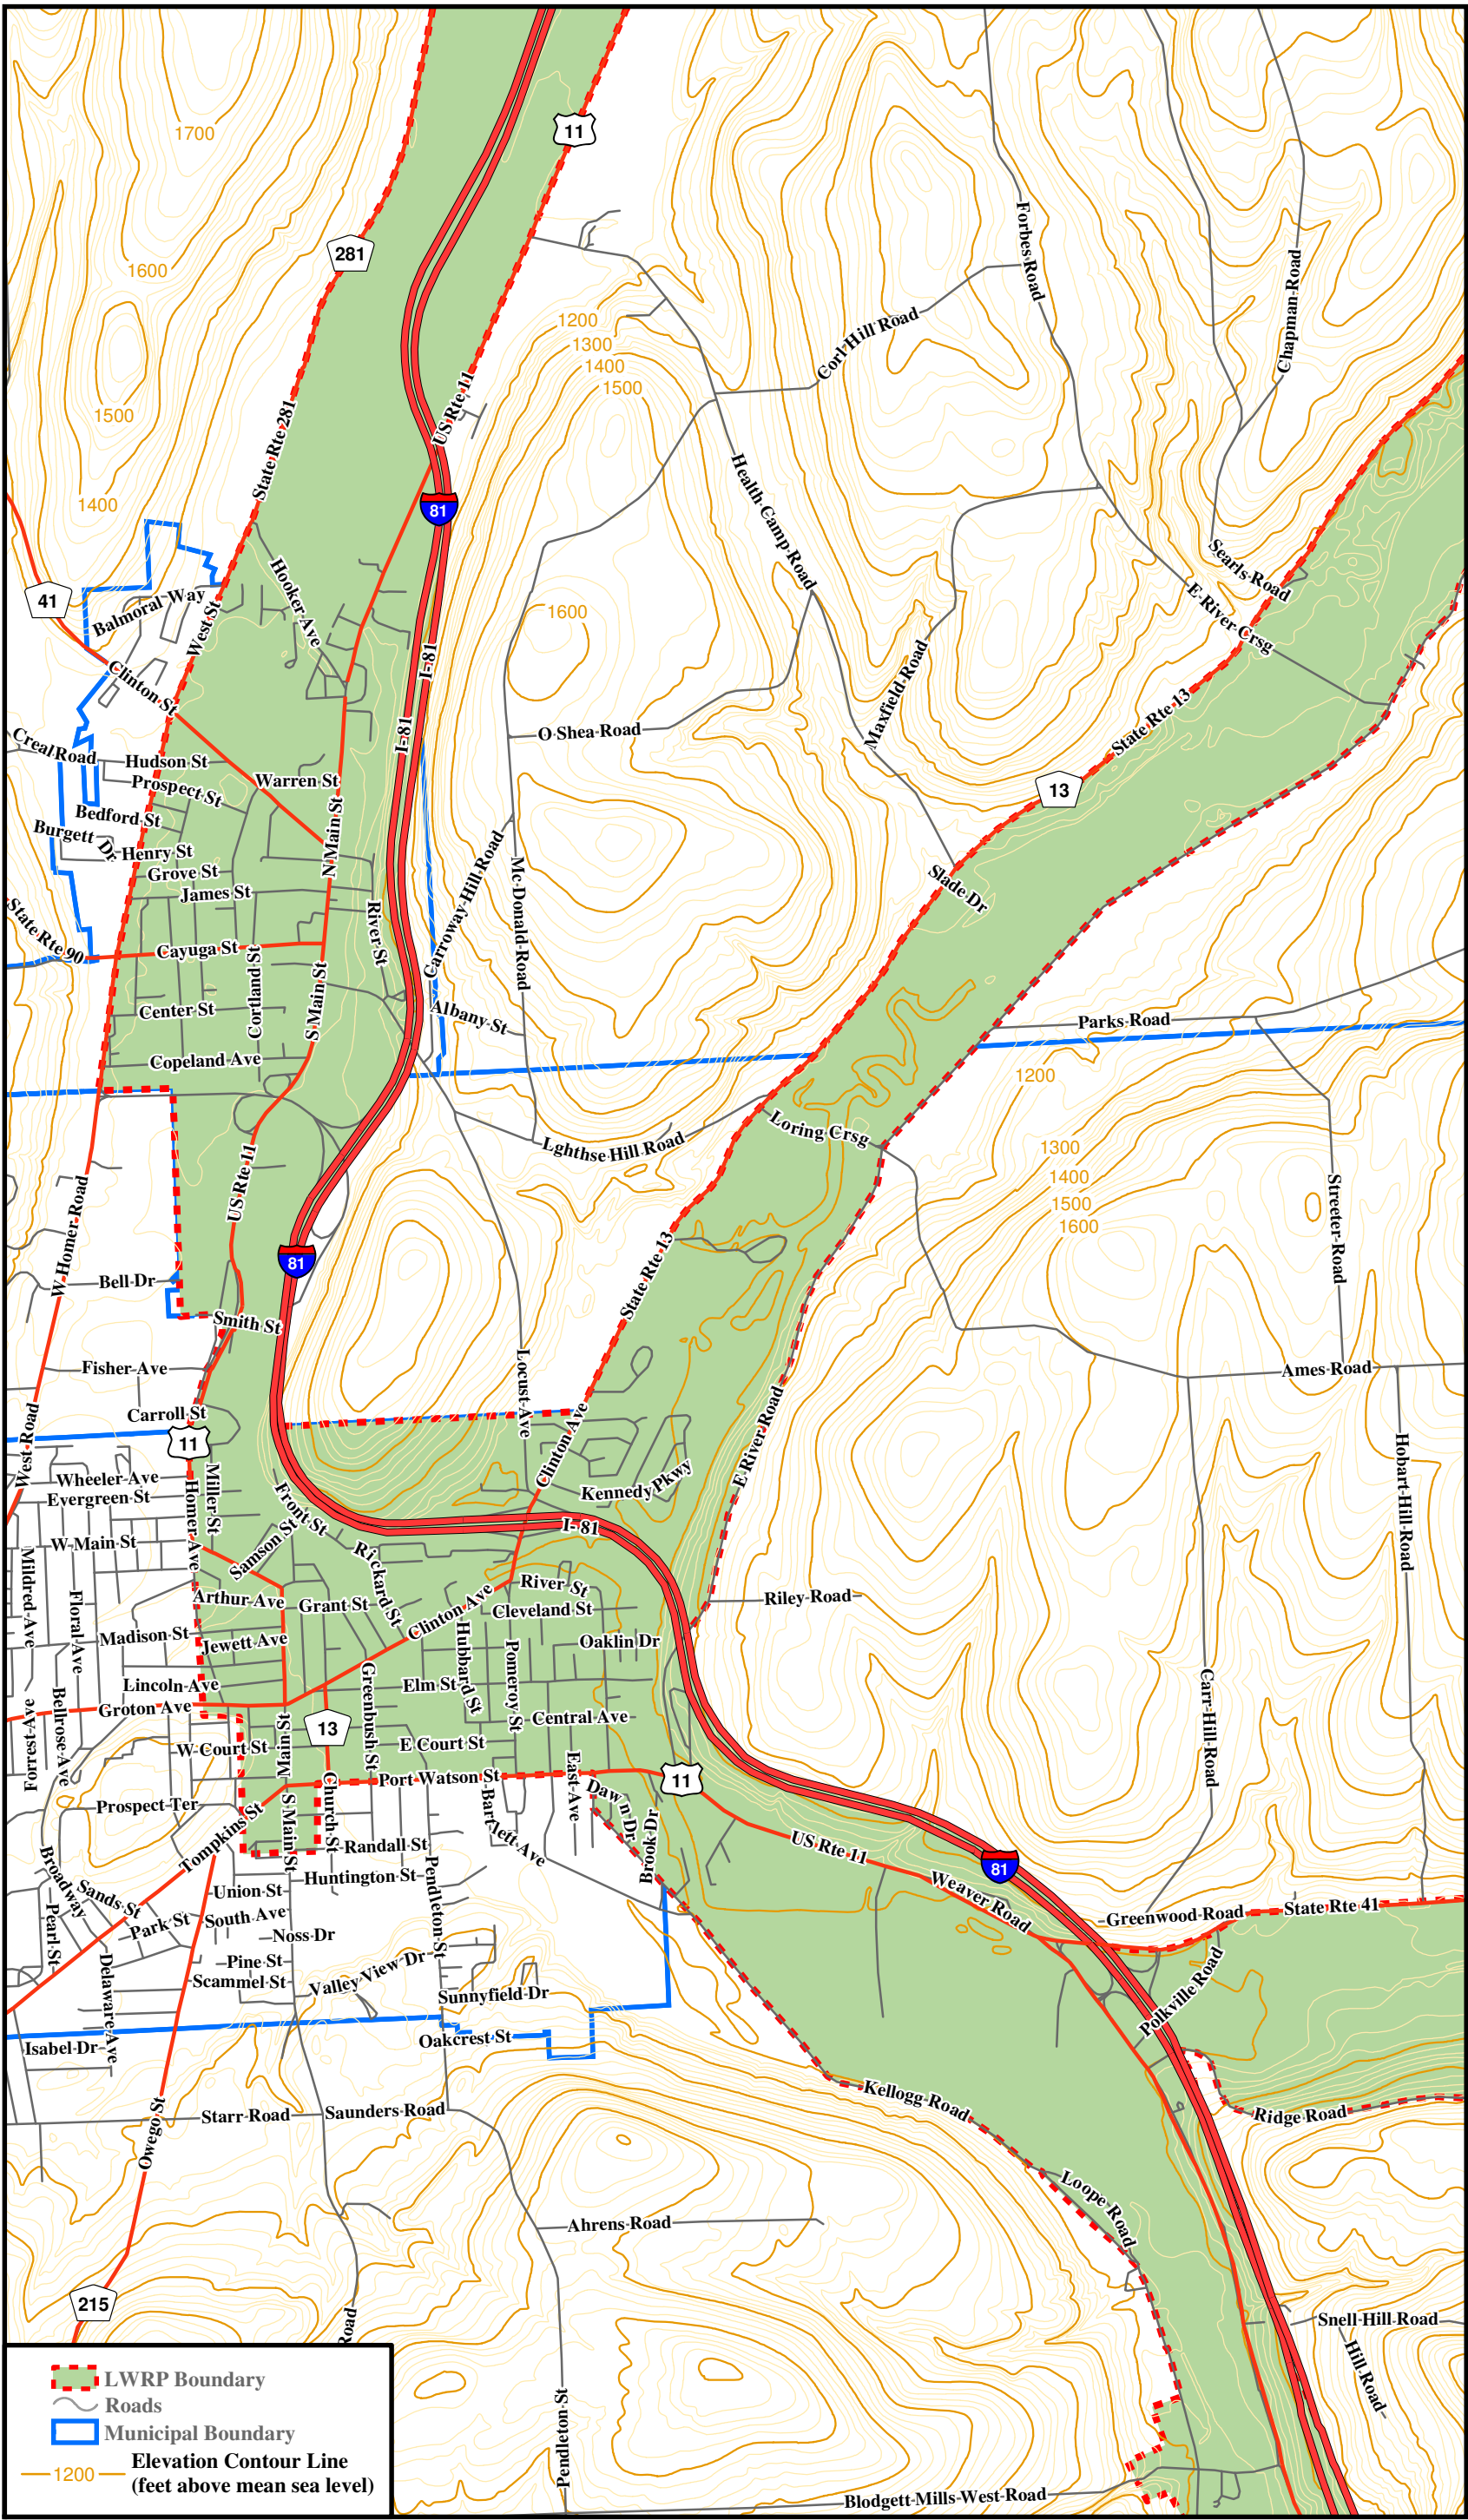 1700
11
281
1600
Forbes Road
Chapman Road
1200
1300
1400
1500
Corl Hill Road
1500
US Rte 11
State Rte 281
1400
Health Camp Road
81
Searls Road
E River Crsg
41
Balmoral Way
West St
Hooker Ave
1600
I-81
Clinton St
Maxfield Road
State Rte 13
O Shea Road
I-81
Creal Road
Hudson St
Prospect St
Warren St
13
Bedford St
Burgett Dr
Henry St
N Main St
Grove St
James St
Carroway Hill Road
Mc Donald Road
Slade Dr
State Rte 90
Cayuga St
Cortland St
River St
S Main St
Center St
Albany St
Parks Road
Copeland Ave
1200
Lghthse Hill Road
Loring Crsg
1300
1400
1500
1600
US Rte 11
W Homer Road
Streeter Road
81
Bell Dr
State Rte 13
Smith St
Fisher Ave
Locust Ave
Ames Road
Carroll St
11
West Road
Clinton Ave
E River Road
Hobart Hill Road
Wheeler Ave
Evergreen St
Homer Ave
Miller St
Front St
Kennedy Pkwy
I-81
W Main St
Samson St
Rickard St
Mildred Ave
Floral Ave
Arthur Ave
Grant St
Clinton Ave
River St
Cleveland St
Riley Road
Madison St
Jewett Ave
Hubbard St
Pomeroy St
Oaklin Dr
Lincoln Ave
Groton Ave
Greenbush St
Elm St
Central Ave
Carr Hill Road
Forrest Ave
Bellrose Ave
13
W Court St
Main St
E Court St
Port Watson St
11
Prospect Ter
Tompkins St
S Main St
Church St
Bartlett Ave
East Ave
Dawn Dr
Brook Dr
US Rte 11
Randall St
81
Broadway
Sands St
Huntington St
Union St
Pendleton St
Weaver Road
Greenwood Road
State Rte 41
Pearl St
Park St
South Ave
Noss Dr
Pine St
Scammel St
Valley View Dr
Delaware Ave
Sunnyfield Dr
Polkville Road
Isabel Dr
Oakcrest St
Kellogg Road
Starr Road
Saunders Road
Ridge Road
Owego St
Loope Road
Ahrens Road
215
Road
Snell Hill Road
Hill Road
Pendleton St
Blodgett Mills West Road
LWRP Boundary
Roads
Municipal Boundary
1200
Elevation Contour Line
(feet above mean sea level)